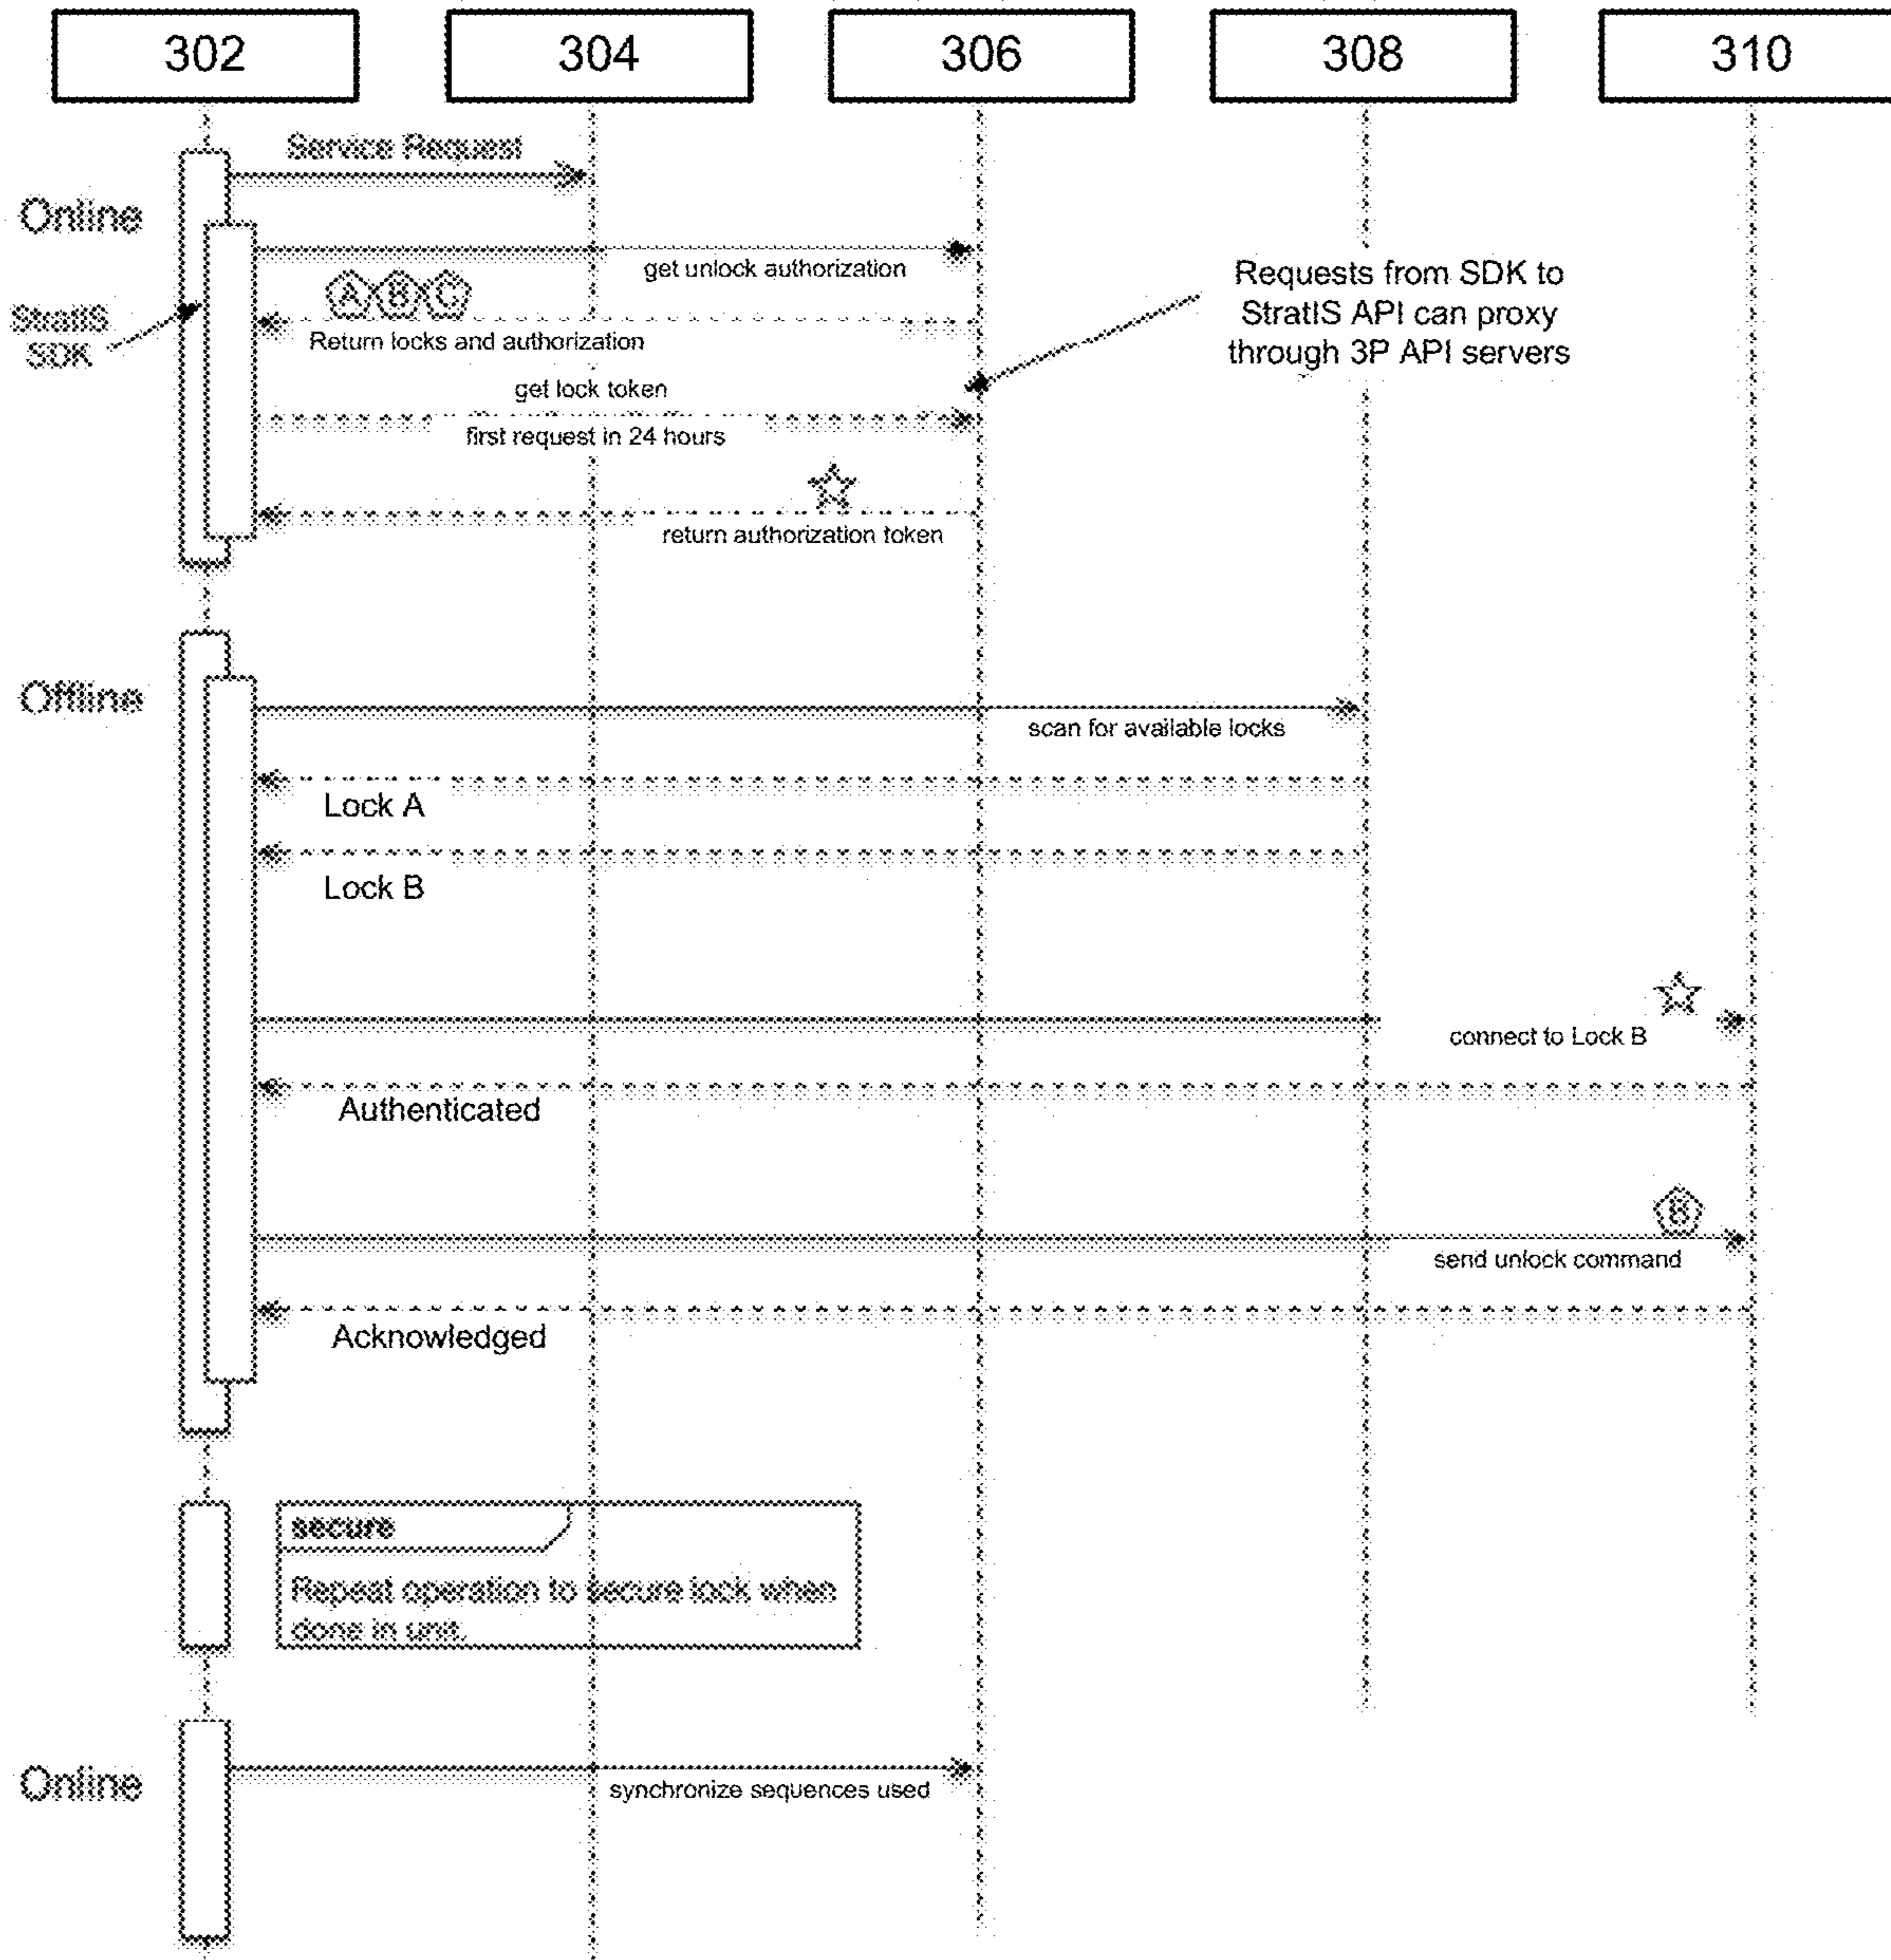 302
304
306
308
310
Service Request
Online
get unlock authorization
A B C
Return locks and authorization
StratIS
SDK
Requests from SDK to
StratIS API can proxy
through 3P API servers
get lock token
first request in 24 hours
return authorization token
Offline
scan for available locks
Lock A
Lock B
connect to Lock B
Authenticated
B
send unlock command
Acknowledged
secure
Repeat operation to secure lock when
done in unit.
Online
synchronize sequences used